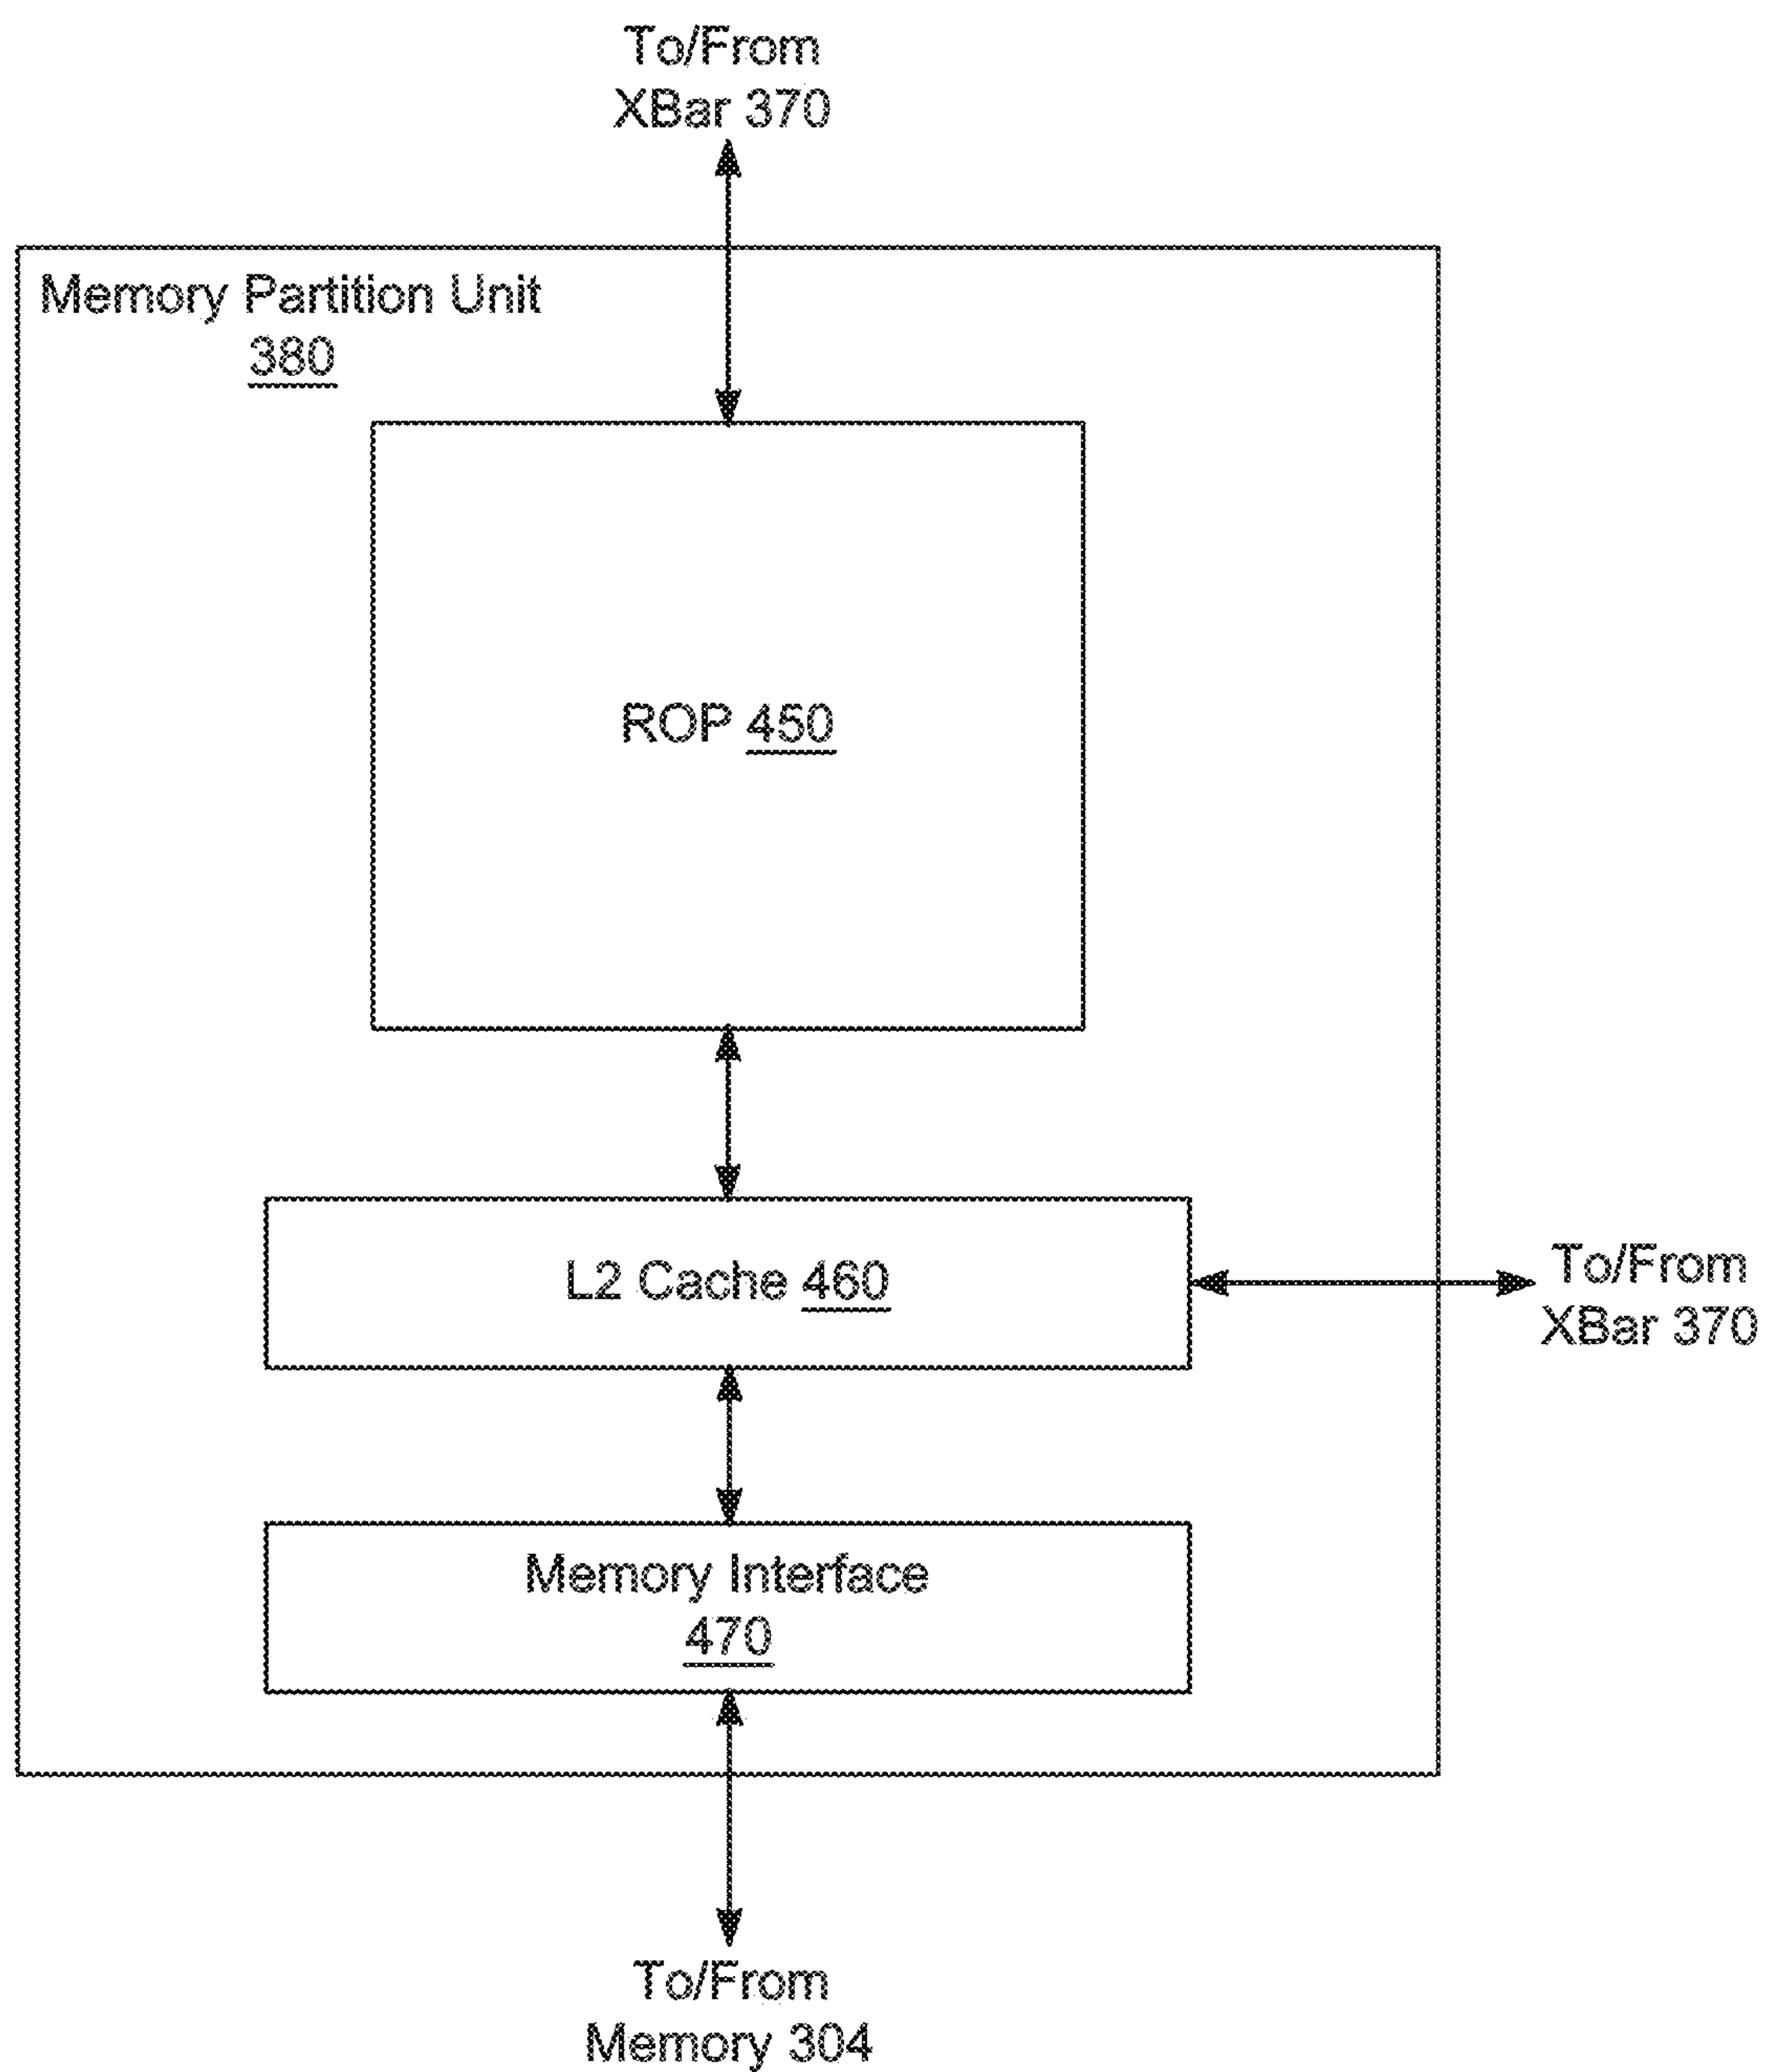 To/From
XBar 370
Memory Partition Unit
380
ROP 450
L2 Cache 460
To/From
XBar 370
Memory Interface
470
To/From
Memory 304